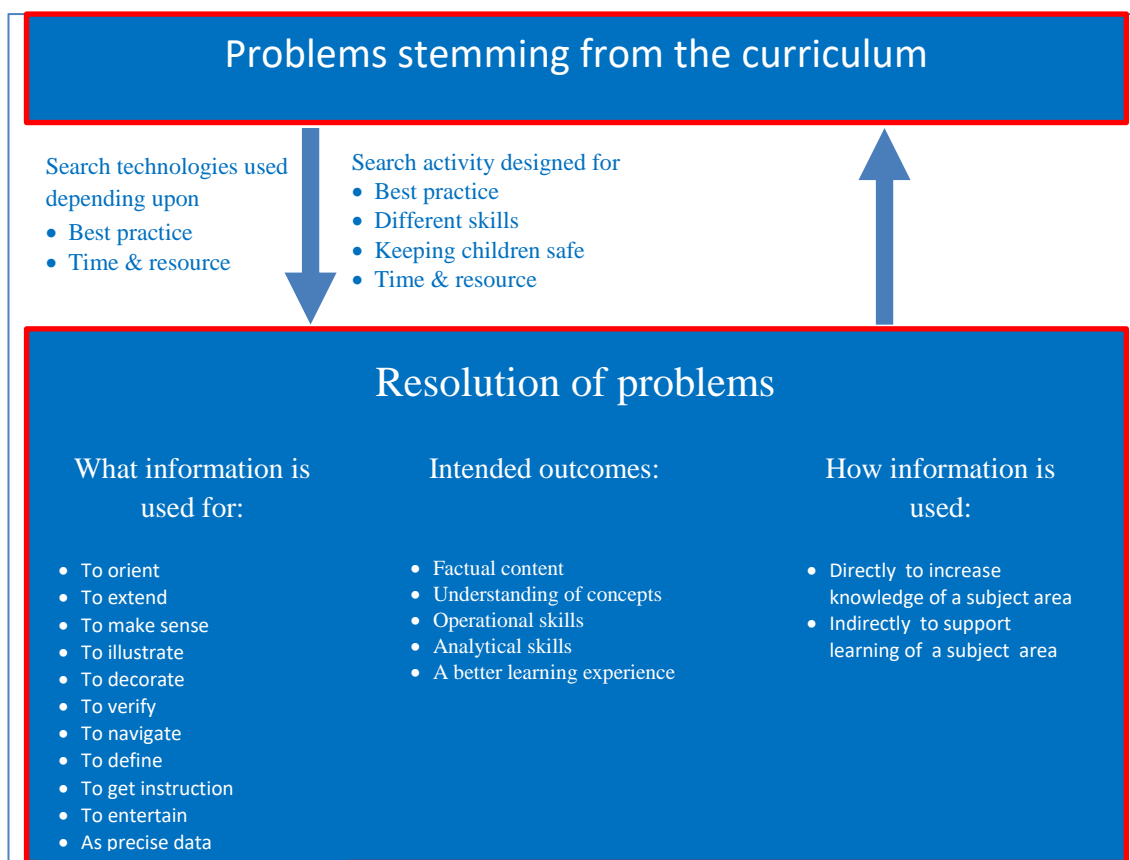 Problems stemming from the curriculum
Search technologies used
depending upon
• Best practice
• Time & resource
Search activity designed for
• Best practice
• Different skills
• Keeping children safe
• Time & resource
Resolution of problems
What information is
used for:
• To orient
• To extend
• To make sense
• To illustrate
• To decorate
• To verify
• To navigate
• To define
• To get instruction
• To entertain
• As precise data
Intended outcomes:
• Factual content
• Understanding of concepts
• Operational skills
• Analytical skills
• A better learning experience
How information is
used:
• Directly to increase
knowledge of a subject area
• Indirectly to support
learning of a subject area